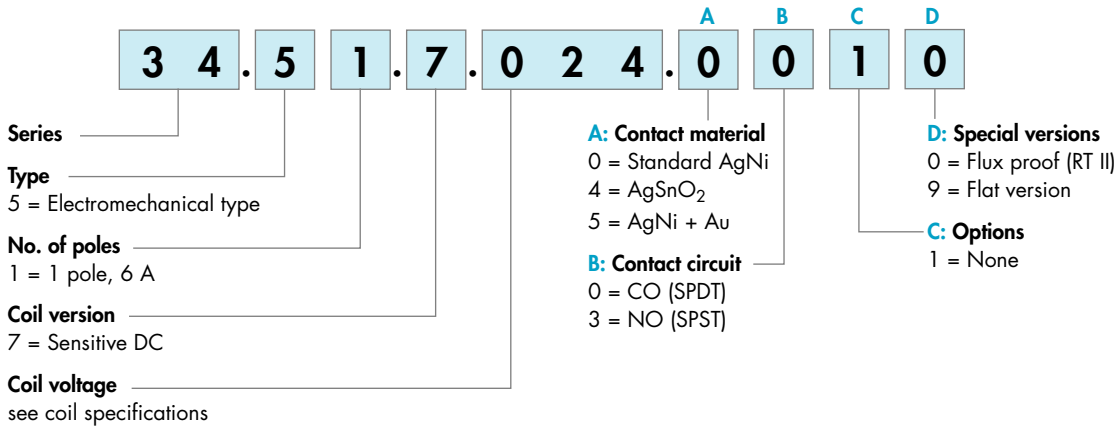 A B C D
3 4 . 5 1 . 7 . 0 2 4 . 0 0 1 0
Series
Type
5 = Electromechanical type
No. of poles
1 = 1 pole, 6 A
Coil version
7 = Sensitive DC
Coil voltage
see coil specifications
A: Contact material
0 = Standard AgNi
4 = AgSnO₂
5 = AgNi + Au
B: Contact circuit
0 = CO (SPDT)
3 = NO (SPST)
D: Special versions
0 = Flux proof (RT II)
9 = Flat version
C: Options
1 = None